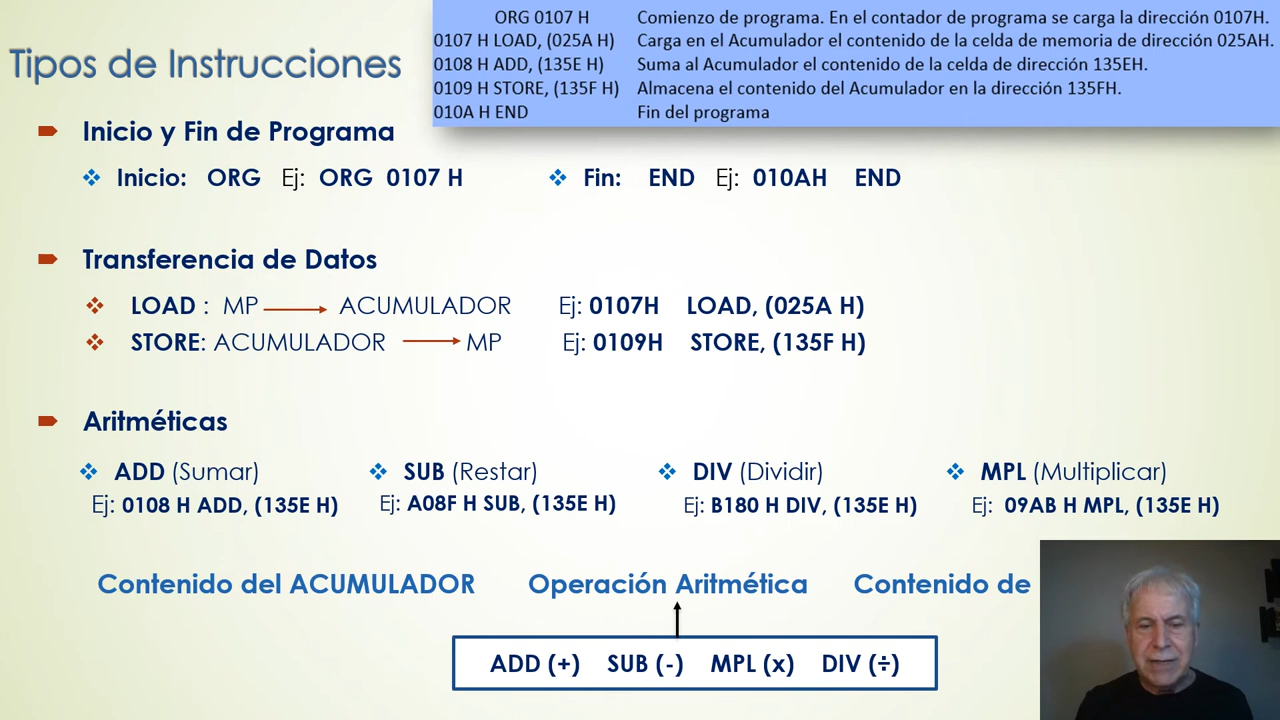 Tipos de Instrucciones
ORG 0107 H Comienzo de programa. En el contador de programa se carga la dirección 0107H.
0107 H LOAD, (025A H) Carga en el Acumulador el contenido de la celda de memoria de dirección 025AH.
0108 H ADD, (135E H) Suma al Acumulador el contenido de la celda de dirección 135EH.
0109 H STORE, (135F H) Almacena el contenido del Acumulador en la dirección 135FH.
010A H END Fin del programa
Inicio y Fin de Programa
Inicio: ORG Ej: ORG 0107 H Fin: END Ej: 010AH END
Transferencia de Datos
LOAD : MP ACUMULADOR Ej: 0107H LOAD, (025A H)
STORE: ACUMULADOR MP Ej: 0109H STORE, (135F H)
Aritméticas
ADD (Sumar) SUB (Restar) DIV (Dividir) MPL (Multiplicar)
Ej: 0108 H ADD, (135E H) Ej: A08F H SUB, (135E H) Ej: B180 H DIV, (135E H) Ej: 09AB H MPL, (135E H)
Contenido del ACUMULADOR Operación Aritmética Contenido de
ADD (+) SUB (-) MPL (x) DIV (÷)